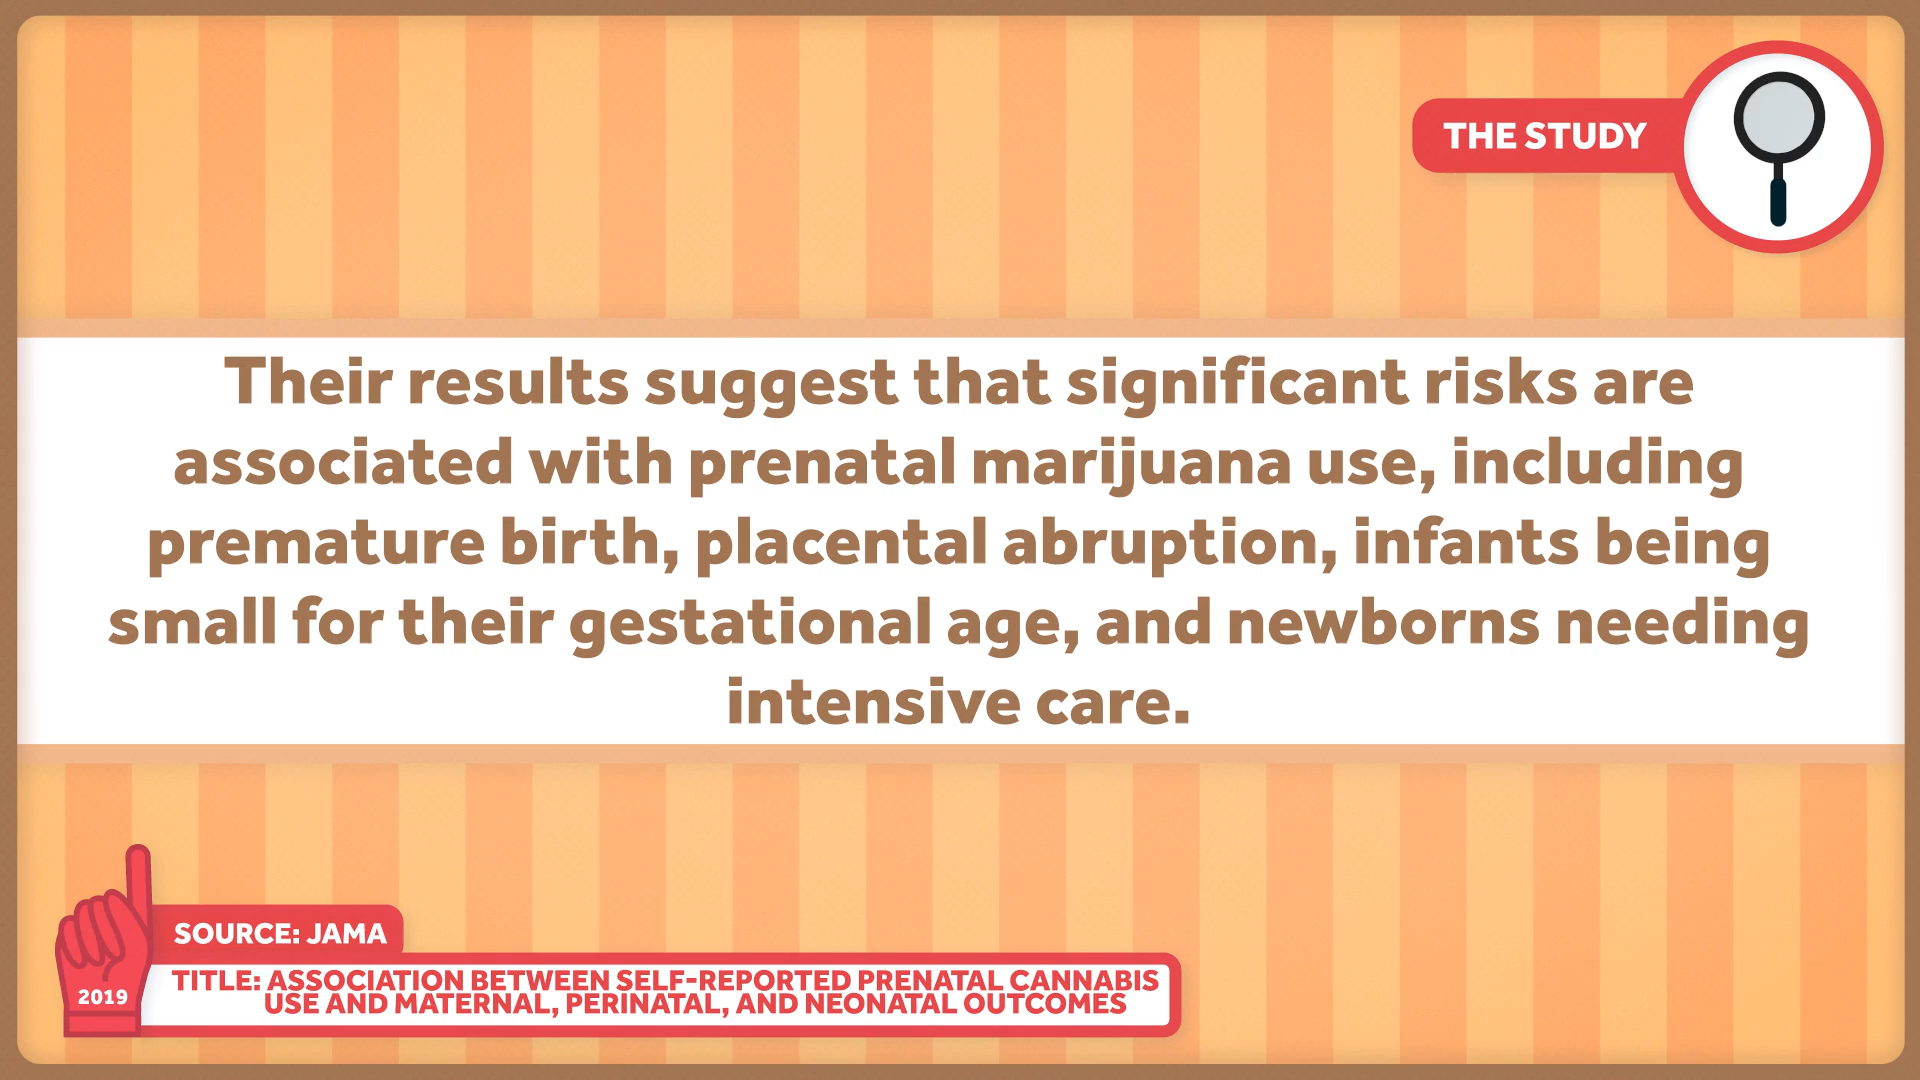 THE STUDY
Their results suggest that significant risks are
associated with prenatal marijuana use, including
premature birth, placental abruption, infants being
small for their gestational age, and newborns needing
intensive care.
SOURCE: JAMA
TITLE: ASSOCIATION BETWEEN SELF-REPORTED PRENATAL CANNABIS
USE AND MATERNAL, PERINATAL, AND NEONATAL OUTCOMES
2019